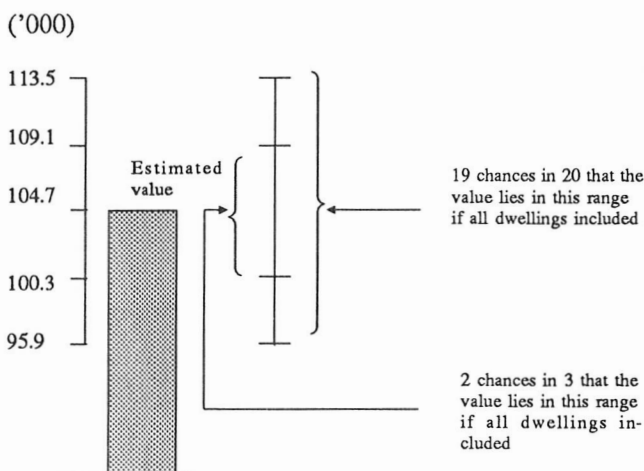 ('000)
113.5
109.1
Estimated
value
104.7
100.3
95.9
19 chances in 20 that the
value lies in this range
if all dwellings included
2 chances in 3 that the
value lies in this range
if all dwellings in-
cluded